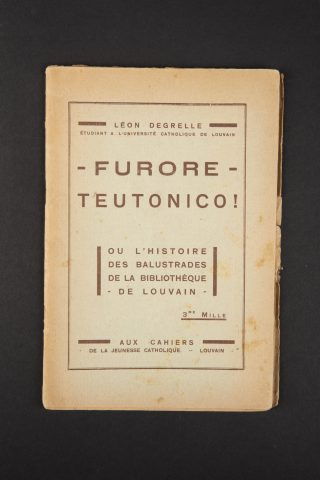 LÉON DEGRELLE
ÉTUDIANT A L'UNIVERSITÉ CATHOLIQUE DE LOUVAIN
- FURORE -
TEUTONICO !
OU L'HISTOIRE
DES BALUSTRADES
DE LA BIBLIOTHÈQUE
- DE LOUVAIN -
3me MILLE
AUX CAHIERS
- DE LA JEUNESSE CATHOLIQUE. - LOUVAIN -